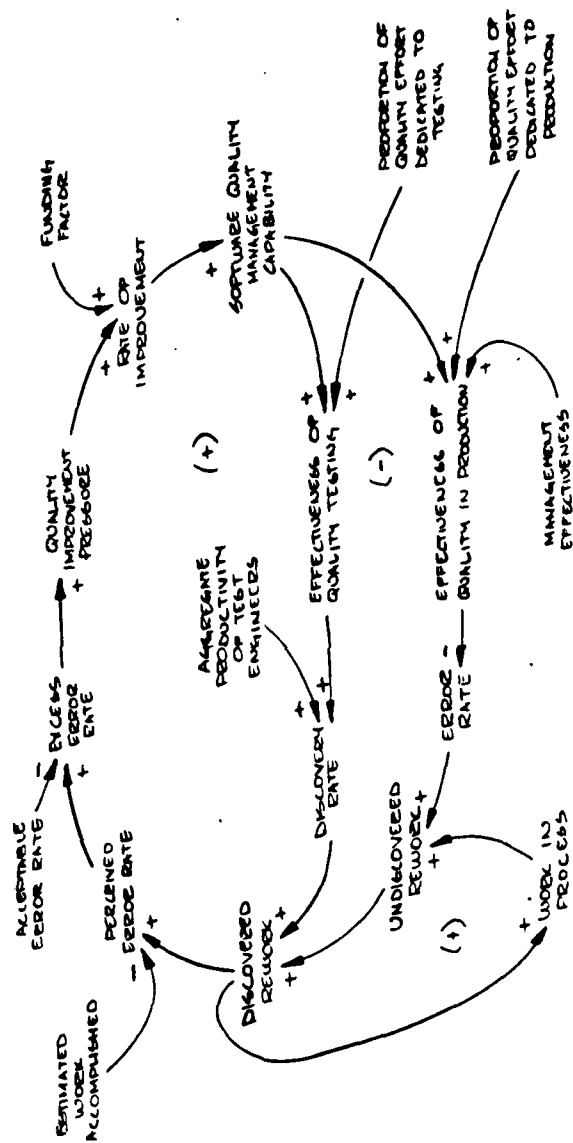 ESTIMATED
WORK
ACCOMPLISHED
ACCEPTABLE
ERROR RATE
−
EXCESS
ERROR
RATE
+
QUALITY
IMPROVEMENT
PRESSURE
+
FUNDING
FACTOR
+
+ RATE OF
IMPROVEMENT
−
PERCEIVED
ERROR RATE
+
(+)
+
SOFTWARE QUALITY
MANAGEMENT
CAPABILITY
AGGREGATE
PRODUCTIVITY
OF TEST
ENGINEERS
DISCOVERED
REWORK
+
+
DISCOVERY
RATE
+
+
EFFECTIVENESS OF
QUALITY TESTING
+
+
PROPORTION OF
QUALITY EFFORT
DEDICATED TO
TESTING
(-)
UNDISCOVERED
REWORK
+
+
ERROR
RATE
−
EFFECTIVENESS OF
QUALITY IN PRODUCTION
+
+
+
PROPORTION OF
QUALITY EFFORT
DEDICATED TO
PRODUCTION
(+)
+
WORK IN
PROCESS
MANAGEMENT
EFFECTIVENESS